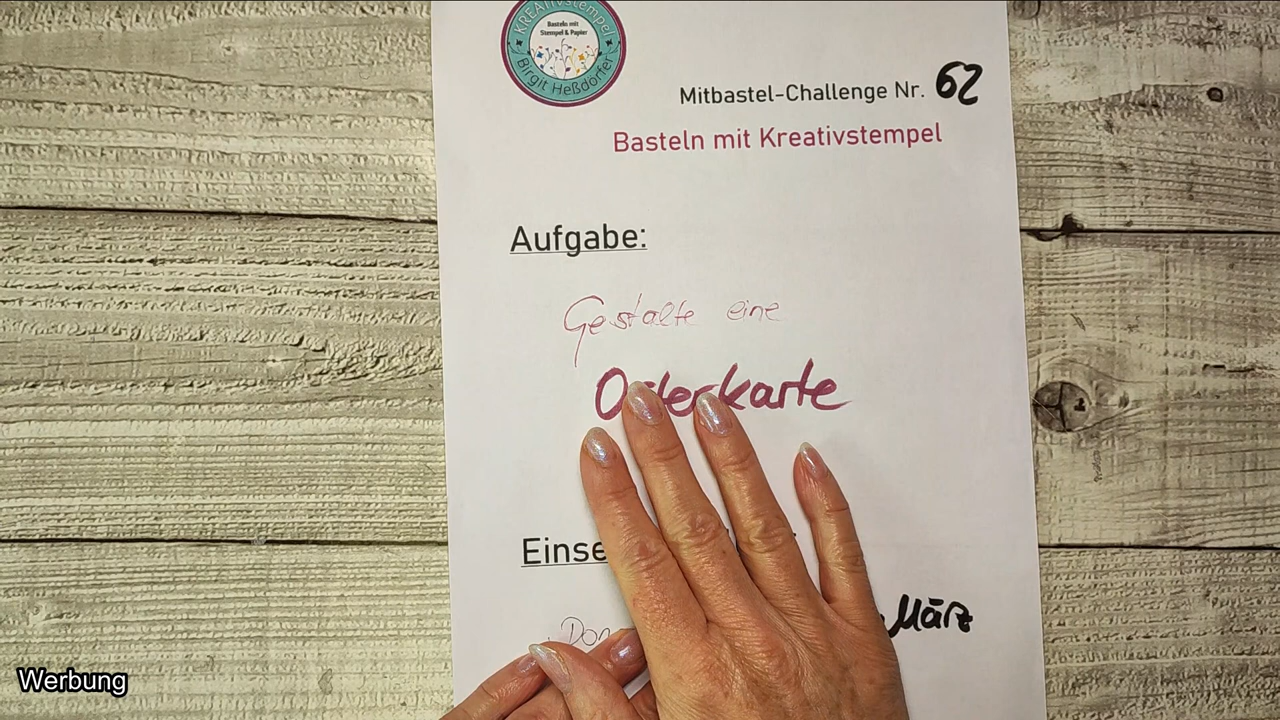 KREAtivstempel
Basteln mit
Stempel & Papier
Birgit Heßdörfer
Mitbastel-Challenge Nr. 62
Basteln mit Kreativstempel
Aufgabe:
Gestalte eine
Osterkarte
März
Werbung